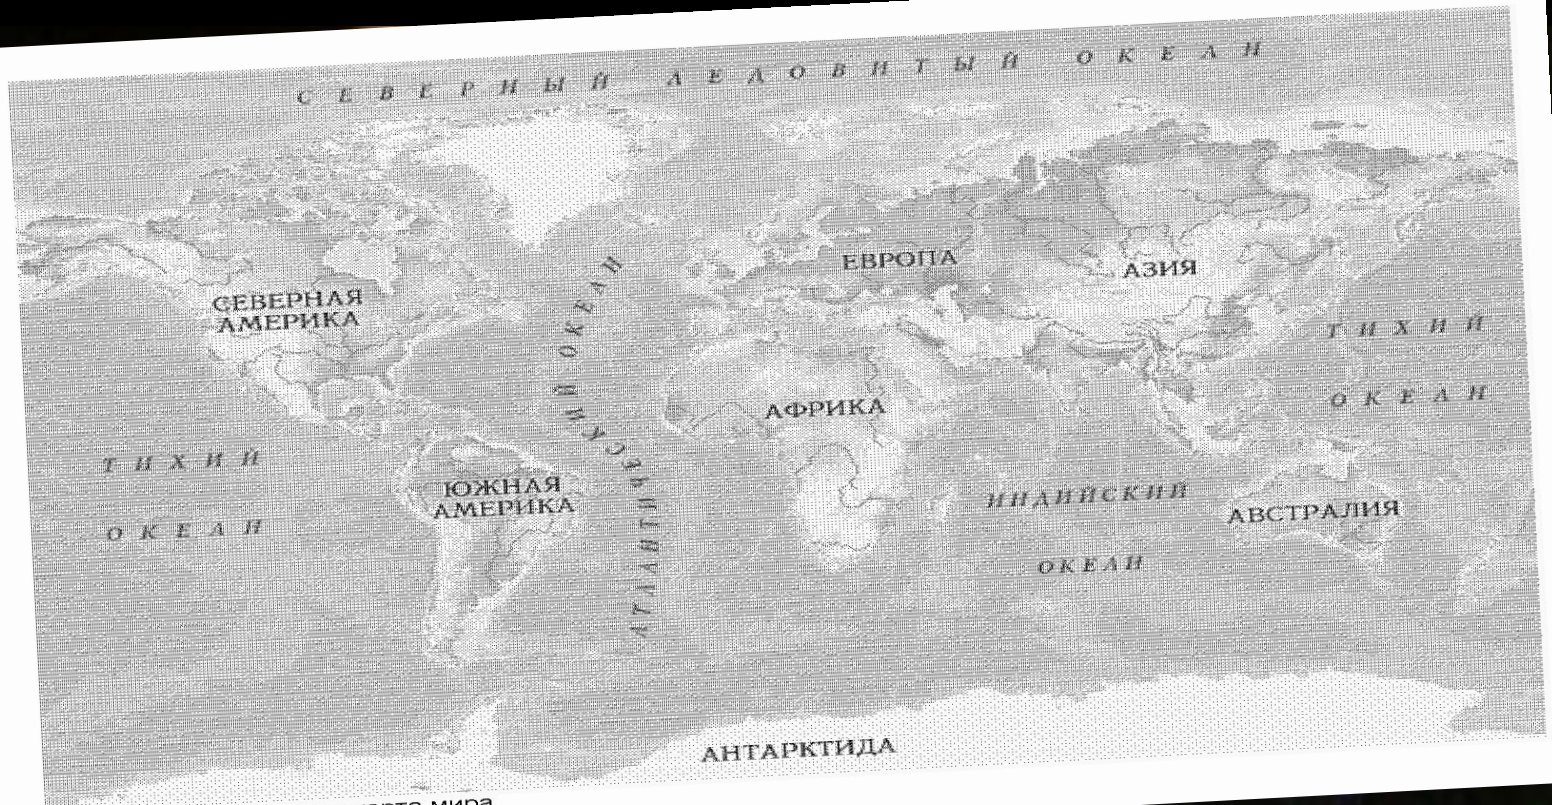 СЕВЕРНЫЙ ЛЕДОВИТЫЙ ОКЕАН
ЕВРОПА
АЗИЯ
СЕВЕРНАЯ
АМЕРИКА
ТИХИЙ
ОКЕАН
АФРИКА
АТЛАНТИЧЕСКИЙ ОКЕАН
ТИХИЙ
ОКЕАН
ЮЖНАЯ
АМЕРИКА
ИНДИЙСКИЙ
ОКЕАН
АВСТРАЛИЯ
АНТАРКТИДА
мира